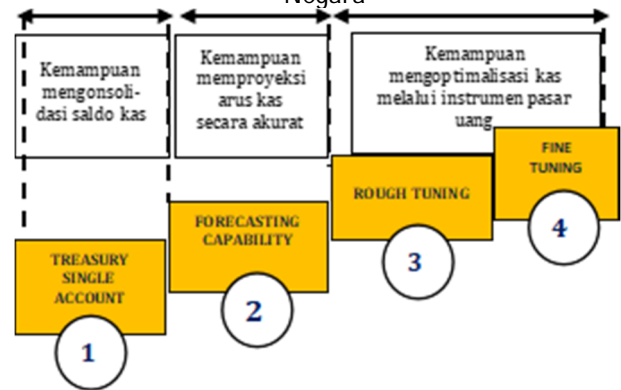 Negara
Kemampuan
mengonsoli-
dasi saldo kas
Kemampuan
memproyeksi
arus kas
secara akurat
Kemampuan
mengoptimalisasi kas
melalui instrumen pasar
uang
TREASURY
SINGLE
ACCOUNT
1
FORECASTING
CAPABILITY
2
ROUGH TUNING
3
FINE
TUNING
4